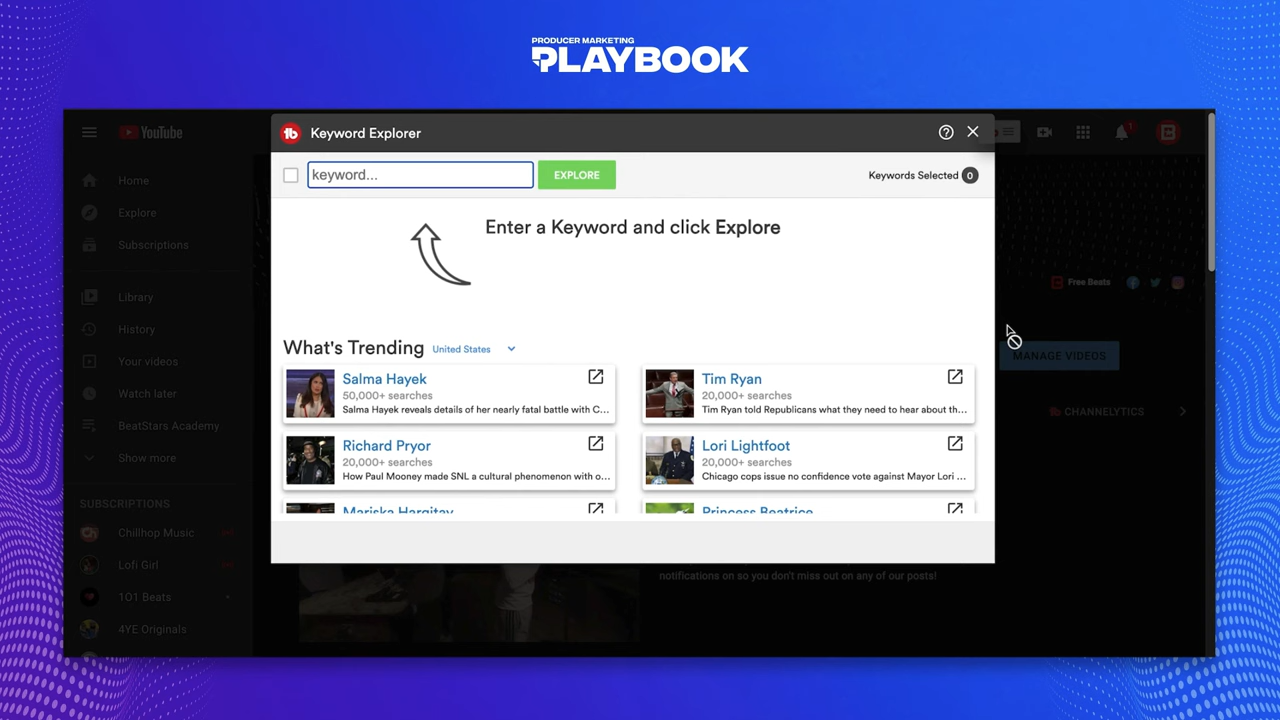 PRODUCER MARKETING
PLAYBOOK
YouTube
tb
Keyword Explorer
1
keyword...
EXPLORE
Keywords Selected 0
Enter a Keyword and click Explore
Home
Explore
Subscriptions
Library
History
Your videos
Watch later
BeatStars Academy
Show more
SUBSCRIPTIONS
Chillhop Music
Lofi Girl
1O1 Beats
4YE Originals
Free Beats
MANAGE VIDEOS
tb CHANNELYTICS
What's Trending United States
Salma Hayek
50,000+ searches
Salma Hayek reveals details of her nearly fatal battle with C...
Tim Ryan
20,000+ searches
Tim Ryan told Republicans what they need to hear about th...
Richard Pryor
20,000+ searches
How Paul Mooney made SNL a cultural phenomenon with o...
Lori Lightfoot
20,000+ searches
Chicago cops issue no confidence vote against Mayor Lori ...
Mariska Hargitay
Princess Beatrice
notifications on so you don't miss out on any of our posts!